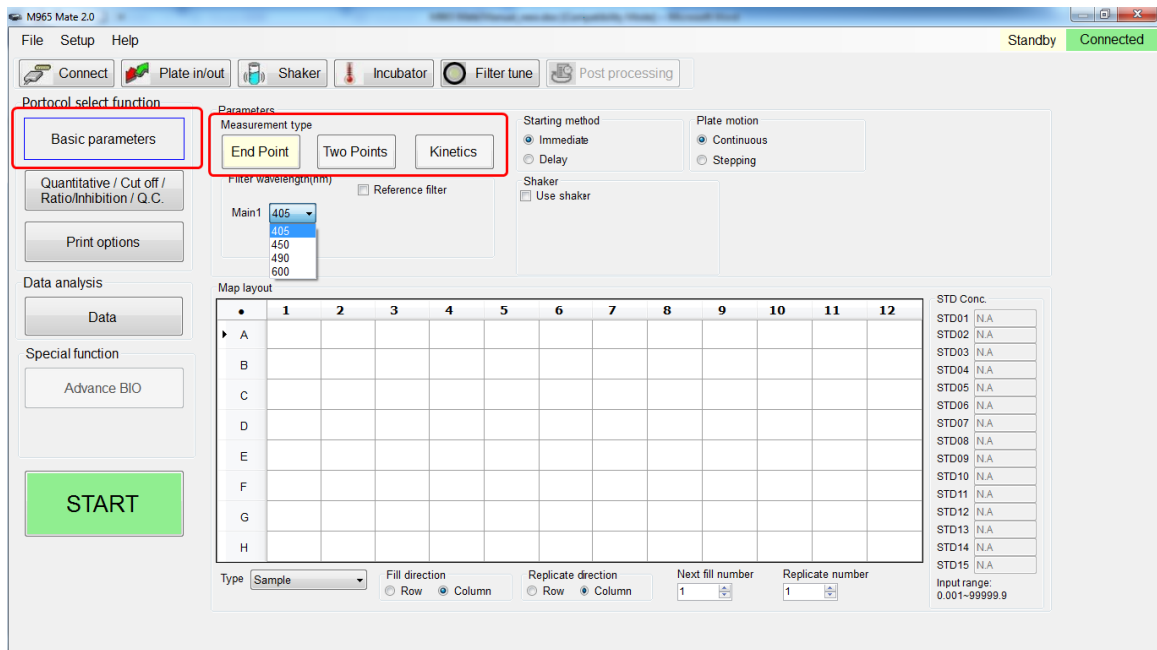 M965 Mate 2.0
File Setup Help
Standby Connected
Connect Plate in/out Shaker Incubator Filter tune Post processing
Portocol select function
Basic parameters
Quantitative / Cut off /
Ratio/Inhibition / Q.C.
Print options
Data analysis
Data
Special function
Advance BIO
START
Parameters
Measurement type
End Point Two Points Kinetics
Starting method
Immediate
Delay
Plate motion
Continuous
Stepping
Filter wavelength(nm)
Reference filter
Main1 405
405
450
490
600
Shaker
Use shaker
Map layout
1 2 3 4 5 6 7 8 9 10 11 12
A
B
C
D
E
F
G
H
Type Sample
Fill direction
Row Column
Replicate direction
Row Column
Next fill number
1
Replicate number
1
STD Conc.
STD01 N.A
STD02 N.A
STD03 N.A
STD04 N.A
STD05 N.A
STD06 N.A
STD07 N.A
STD08 N.A
STD09 N.A
STD10 N.A
STD11 N.A
STD12 N.A
STD13 N.A
STD14 N.A
STD15 N.A
Input range:
0.001~99999.9